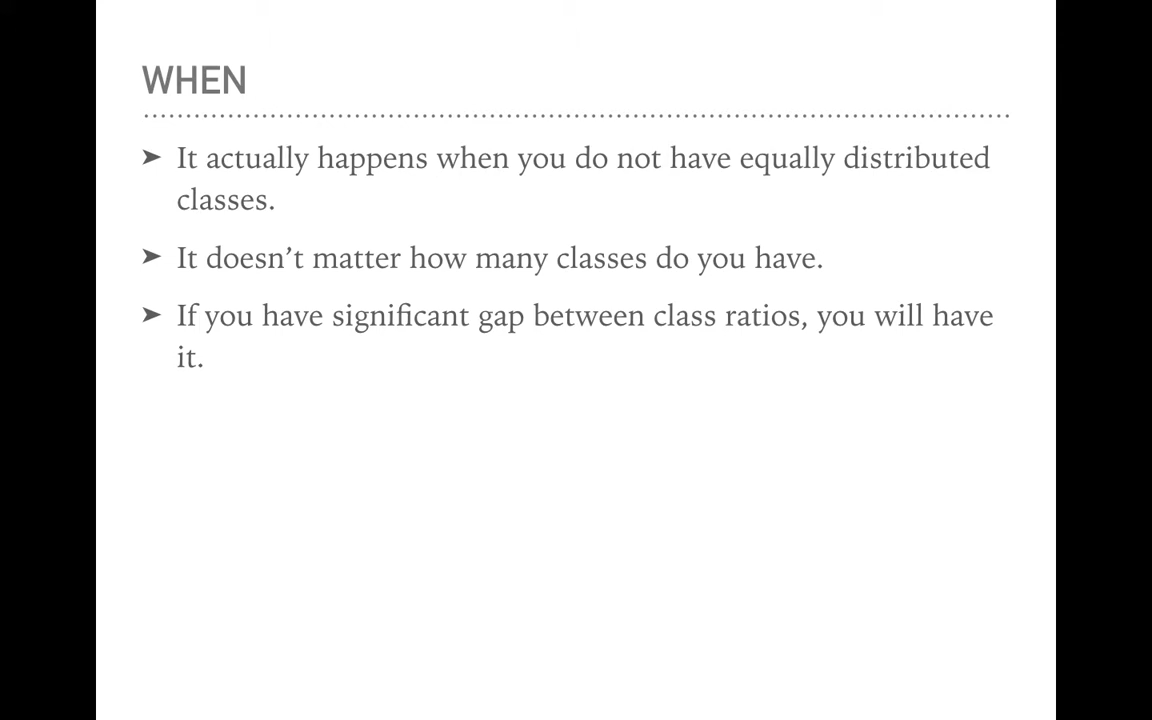 WHEN
➤ It actually happens when you do not have equally distributed
classes.
➤ It doesn’t matter how many classes do you have.
➤ If you have significant gap between class ratios, you will have
it.